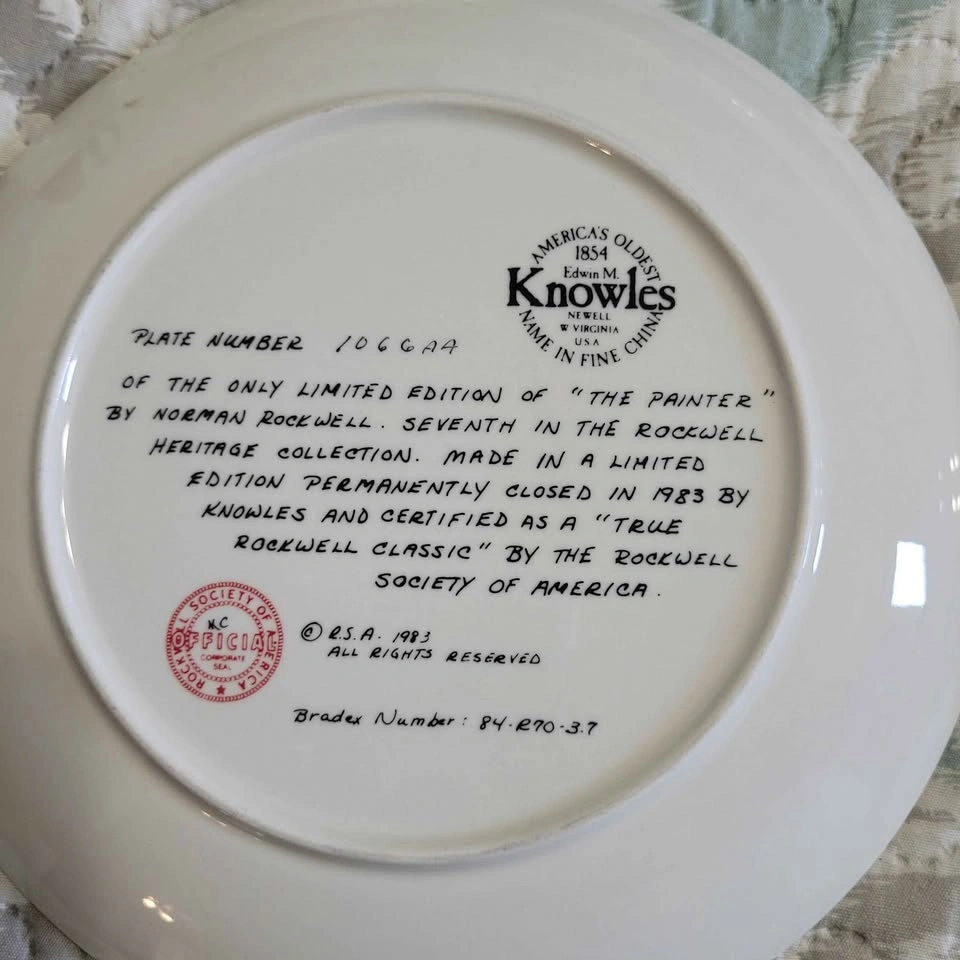 AMERICA'S OLDEST
1854
Edwin M.
Knowles
NEWELL
W VIRGINIA
USA
NAME IN FINE CHINA
PLATE NUMBER 1066AA
OF THE ONLY LIMITED EDITION OF "THE PAINTER"
BY NORMAN ROCKWELL. SEVENTH IN THE ROCKWELL
HERITAGE COLLECTION. MADE IN A LIMITED
EDITION PERMANENTLY CLOSED IN 1983 BY
KNOWLES AND CERTIFIED AS A "TRUE
ROCKWELL CLASSIC" BY THE ROCKWELL
SOCIETY OF AMERICA.
ROCKWELL SOCIETY OF AMERICA
MC
OFFICIAL
CORPORATE
SEAL
© R.S.A. 1983
ALL RIGHTS RESERVED
Bradex Number: 84-R70-3.7